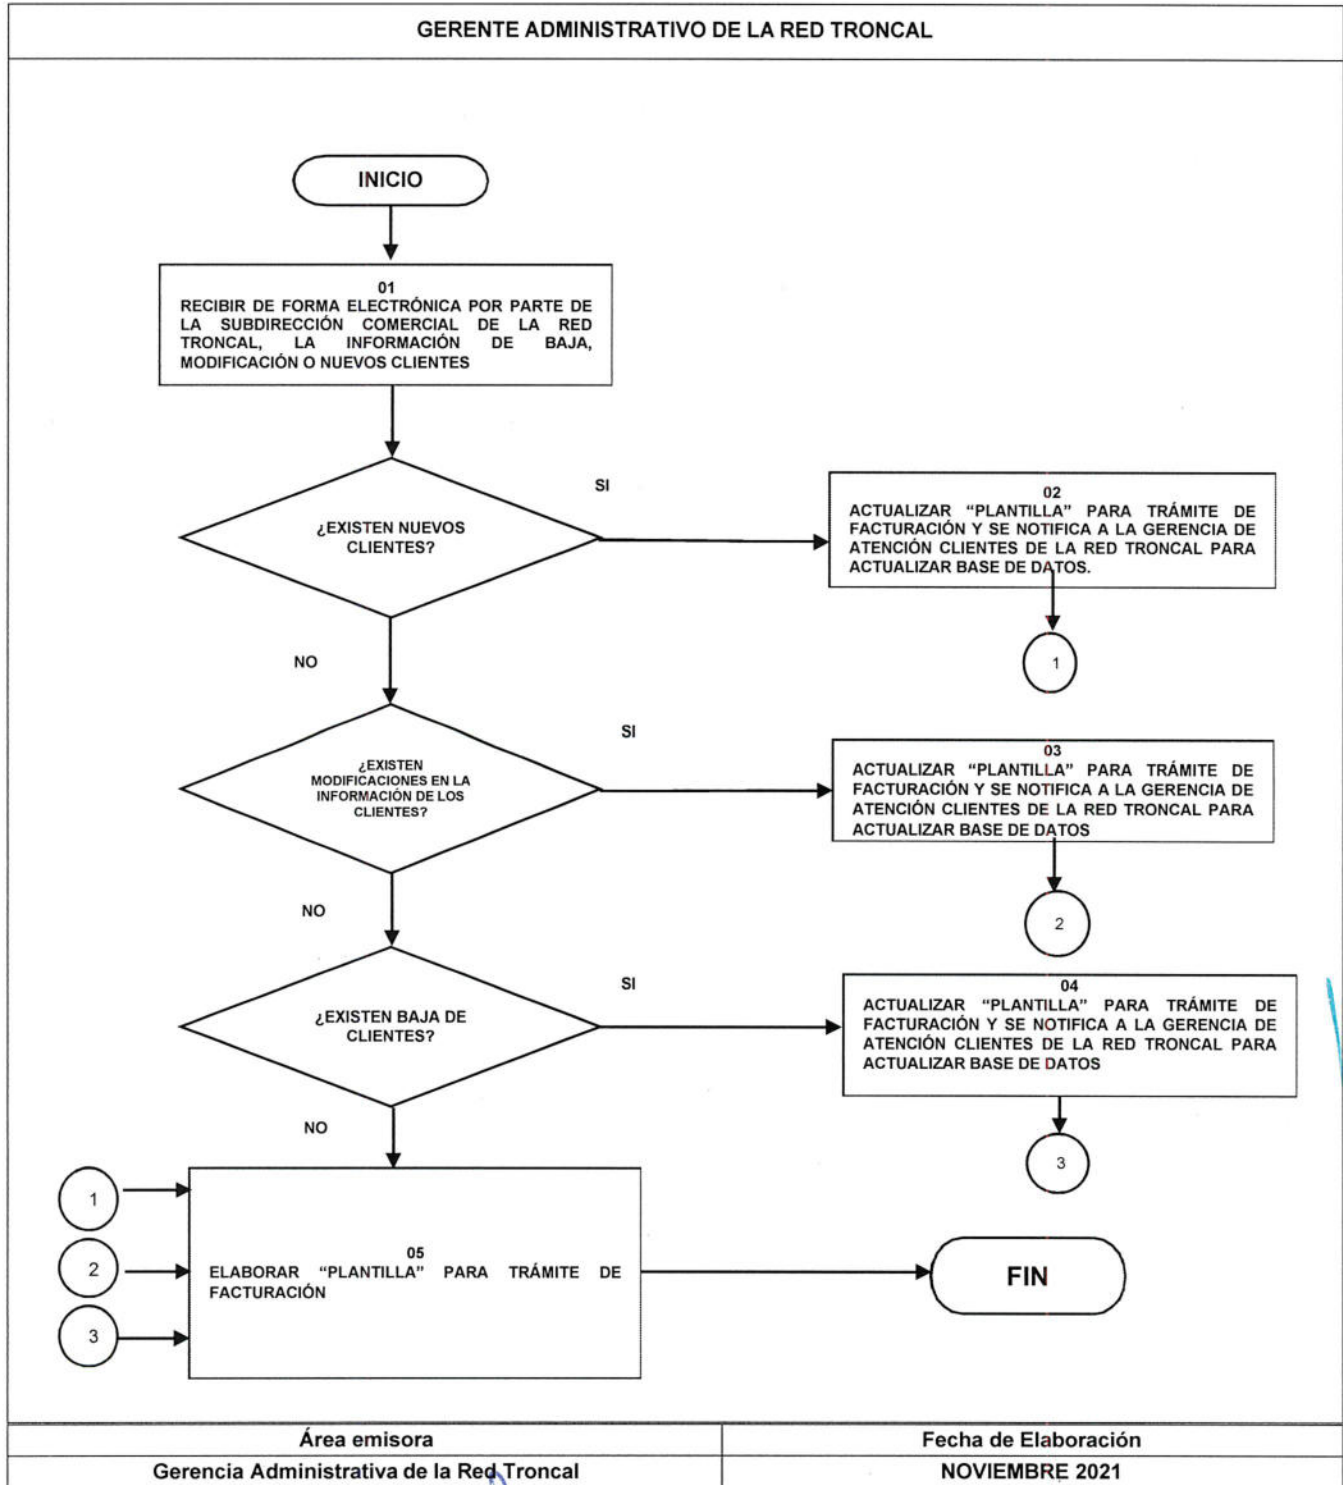 GERENTE ADMINISTRATIVO DE LA RED TRONCAL
INICIO
01
RECIBIR DE FORMA ELECTRÓNICA POR PARTE DE
LA SUBDIRECCIÓN COMERCIAL DE LA RED
TRONCAL, LA INFORMACIÓN DE BAJA,
MODIFICACIÓN O NUEVOS CLIENTES
¿EXISTEN NUEVOS
CLIENTES?
SI
02
ACTUALIZAR “PLANTILLA” PARA TRÁMITE DE
FACTURACIÓN Y SE NOTIFICA A LA GERENCIA DE
ATENCIÓN CLIENTES DE LA RED TRONCAL PARA
ACTUALIZAR BASE DE DATOS.
1
NO
¿EXISTEN
MODIFICACIONES EN LA
INFORMACIÓN DE LOS
CLIENTES?
SI
03
ACTUALIZAR “PLANTILLA” PARA TRÁMITE DE
FACTURACIÓN Y SE NOTIFICA A LA GERENCIA DE
ATENCIÓN CLIENTES DE LA RED TRONCAL PARA
ACTUALIZAR BASE DE DATOS
2
NO
¿EXISTEN BAJA DE
CLIENTES?
SI
04
ACTUALIZAR “PLANTILLA” PARA TRÁMITE DE
FACTURACIÓN Y SE NOTIFICA A LA GERENCIA DE
ATENCIÓN CLIENTES DE LA RED TRONCAL PARA
ACTUALIZAR BASE DE DATOS
3
NO
1
2
3
05
ELABORAR “PLANTILLA” PARA TRÁMITE DE
FACTURACIÓN
FIN
Área emisora
Fecha de Elaboración
Gerencia Administrativa de la Red Troncal
NOVIEMBRE 2021